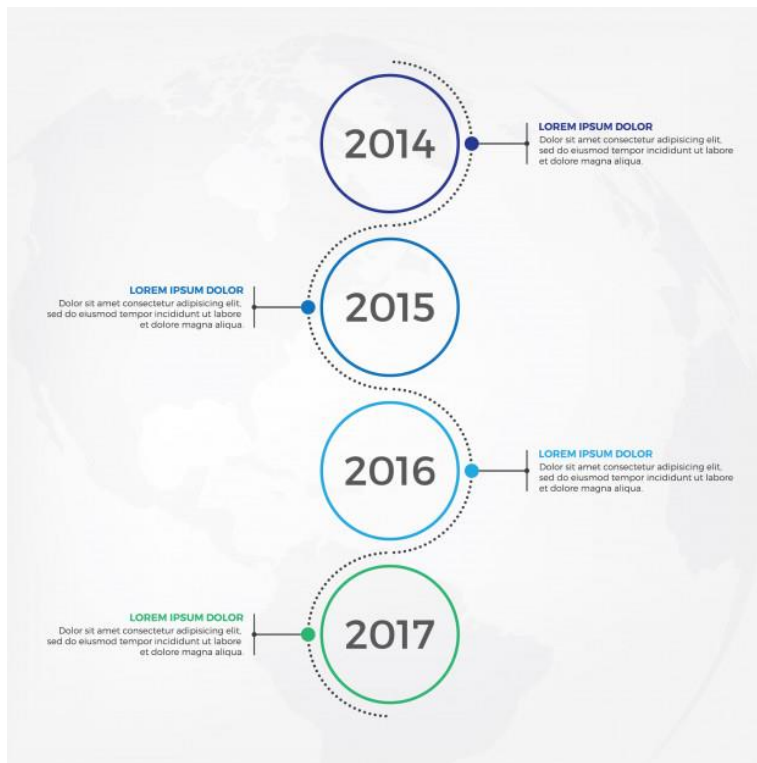 2014
LOREM IPSUM DOLOR
Dolor sit amet consectetur adipisicing elit,
sed do eiusmod tempor incididunt ut labore
et dolore magna aliqua.
2015
LOREM IPSUM DOLOR
Dolor sit amet consectetur adipisicing elit,
sed do eiusmod tempor incididunt ut labore
et dolore magna aliqua.
2016
LOREM IPSUM DOLOR
Dolor sit amet consectetur adipisicing elit,
sed do eiusmod tempor incididunt ut labore
et dolore magna aliqua.
2017
LOREM IPSUM DOLOR
Dolor sit amet consectetur adipisicing elit,
sed do eiusmod tempor incididunt ut labore
et dolore magna aliqua.